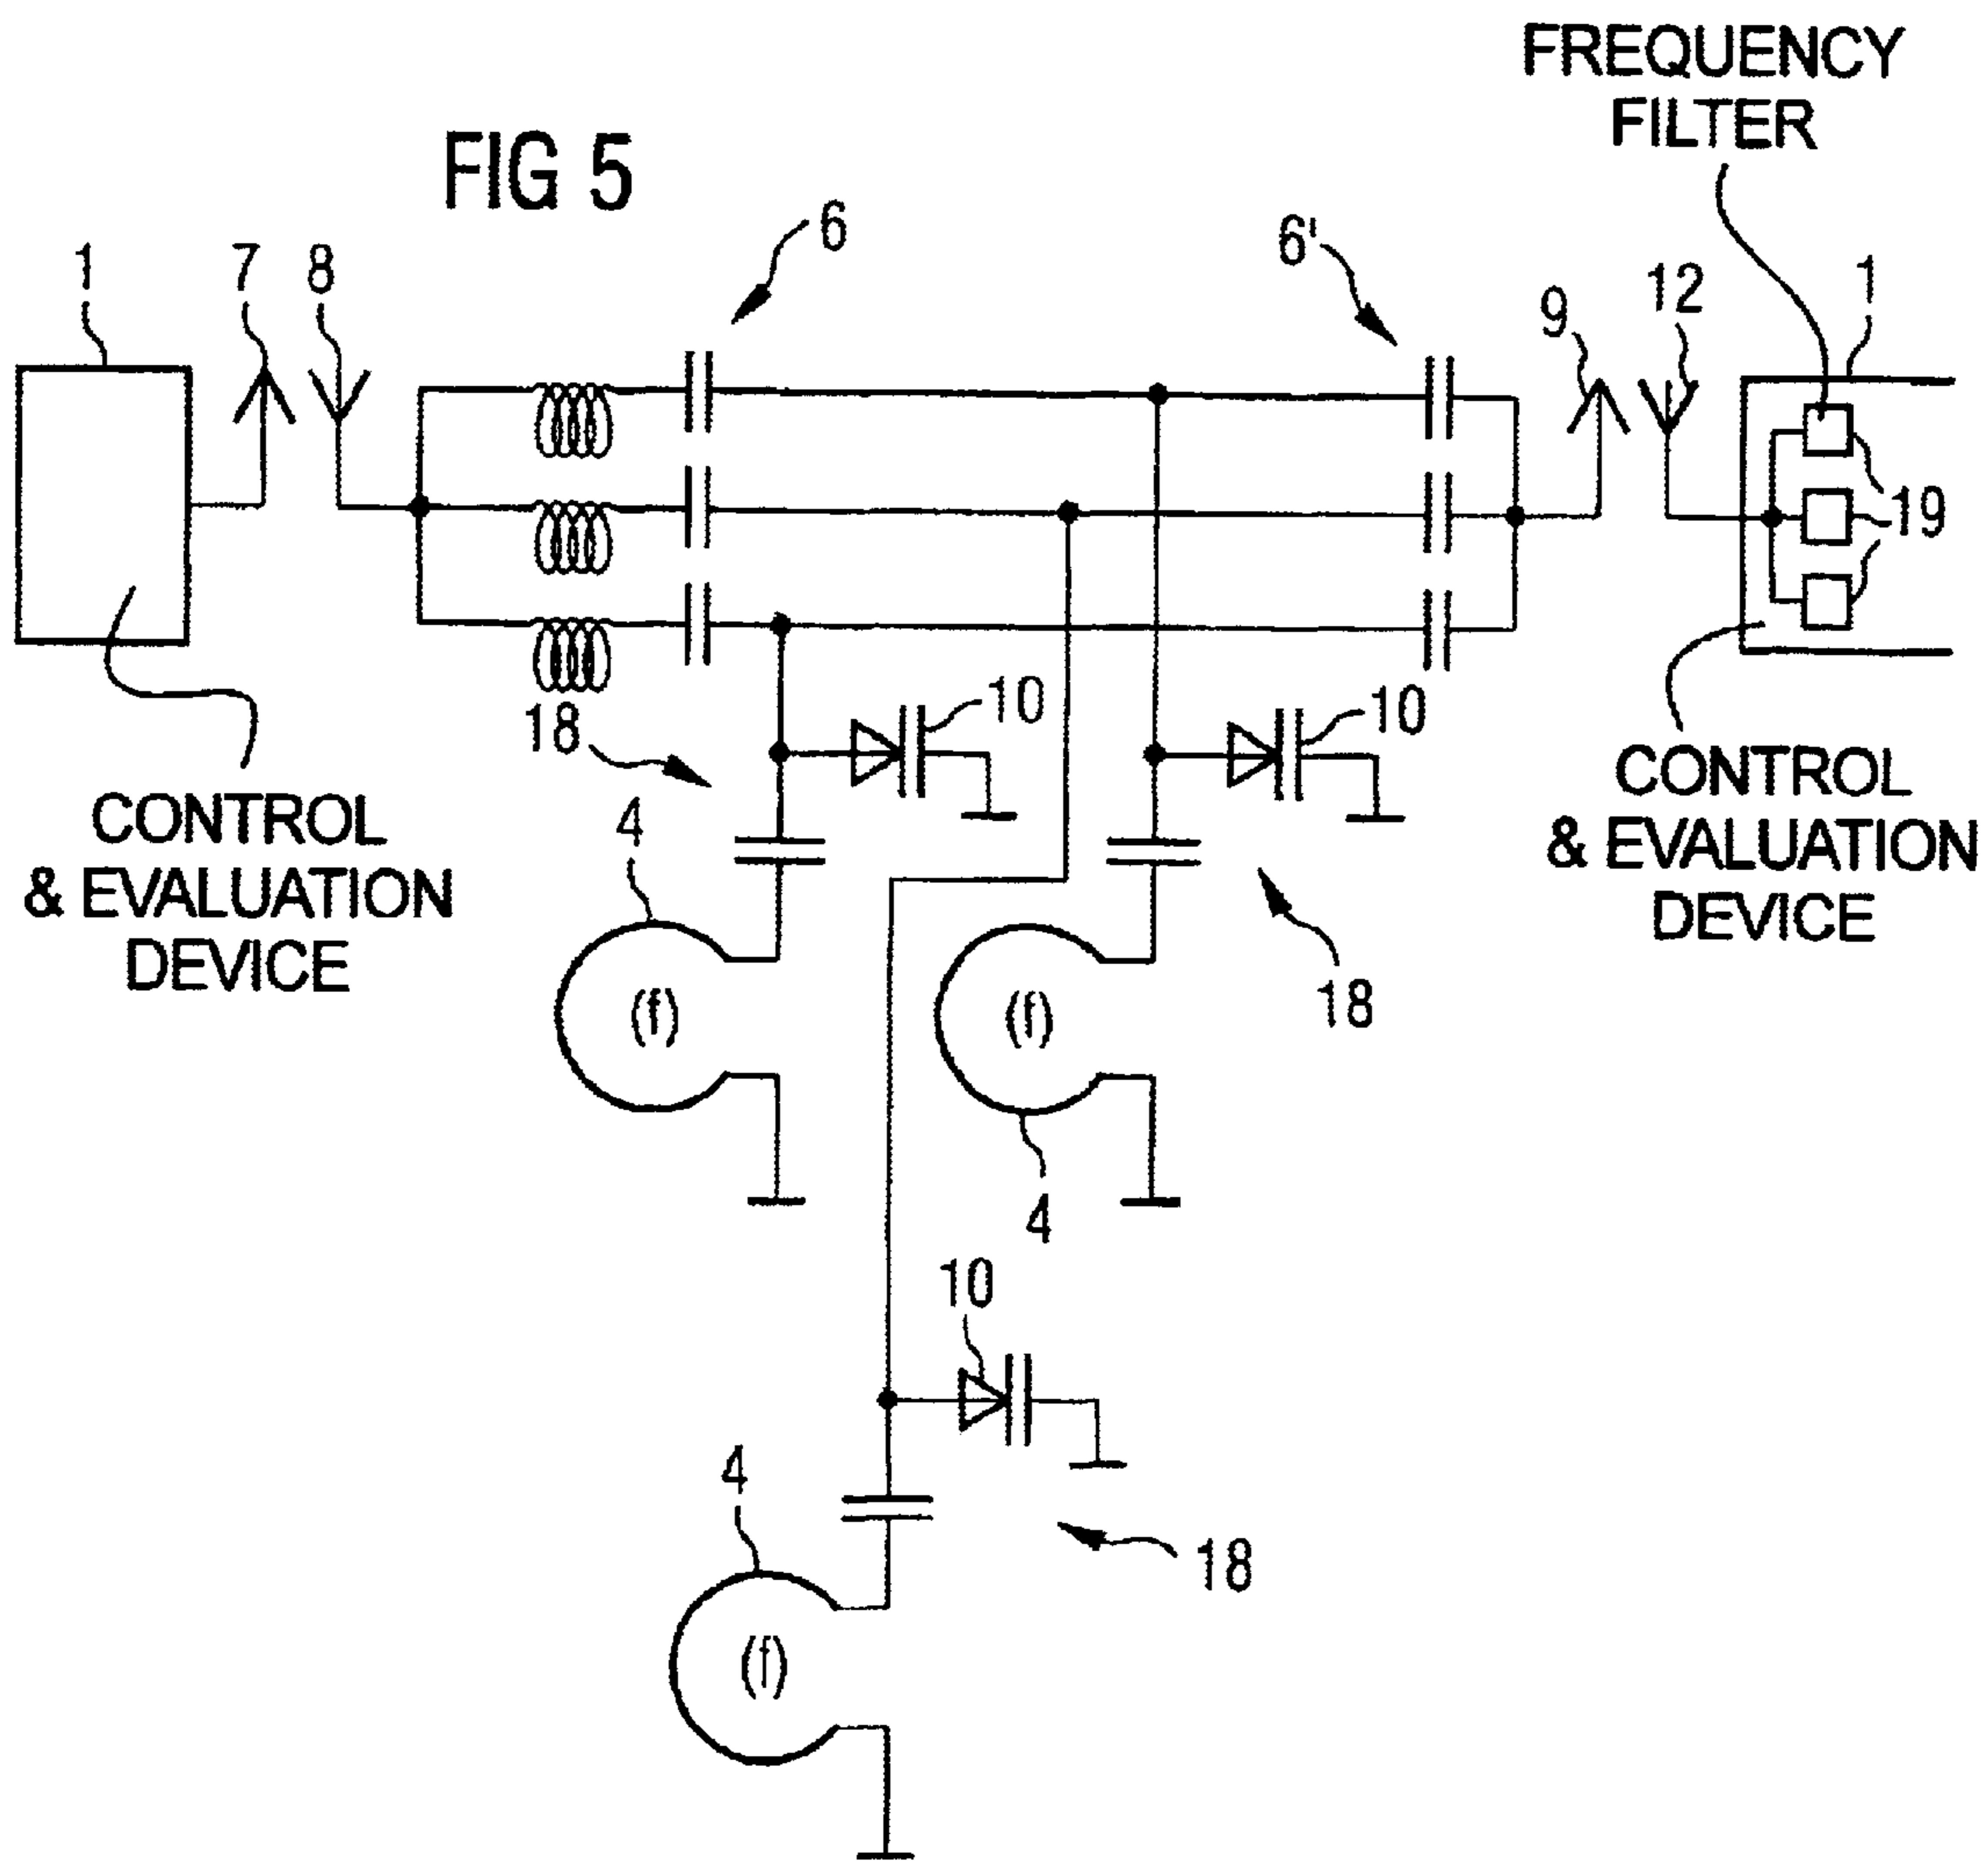 FREQUENCY
FILTER
FIG 5
1
7
8
6
6'
9
12
1
19
18
10
10
CONTROL
& EVALUATION
DEVICE
CONTROL
& EVALUATION
DEVICE
4
(f)
(f)
18
4
10
4
18
(f)